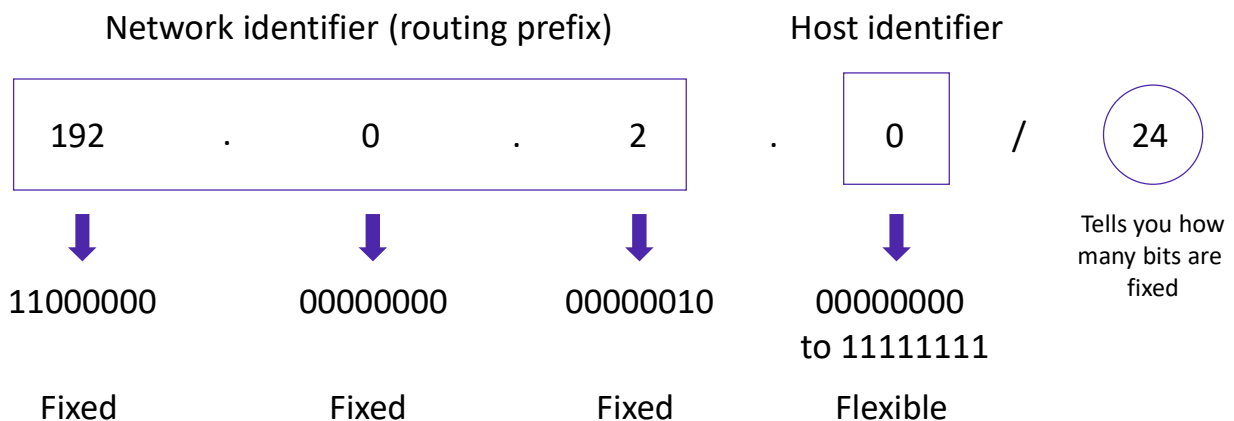 Network identifier (routing prefix) Host identifier
192 . 0 . 2 . 0 / 24
Tells you how
many bits are
fixed
11000000 00000000 00000010 00000000
to 11111111
Fixed Fixed Fixed Flexible